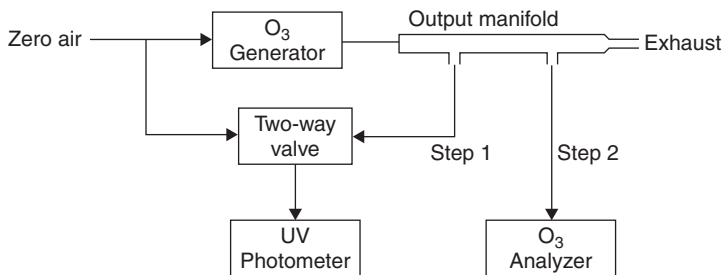 Zero air
O₃
Generator
Output manifold
Exhaust
Two-way
valve
Step 1
Step 2
UV
Photometer
O₃
Analyzer